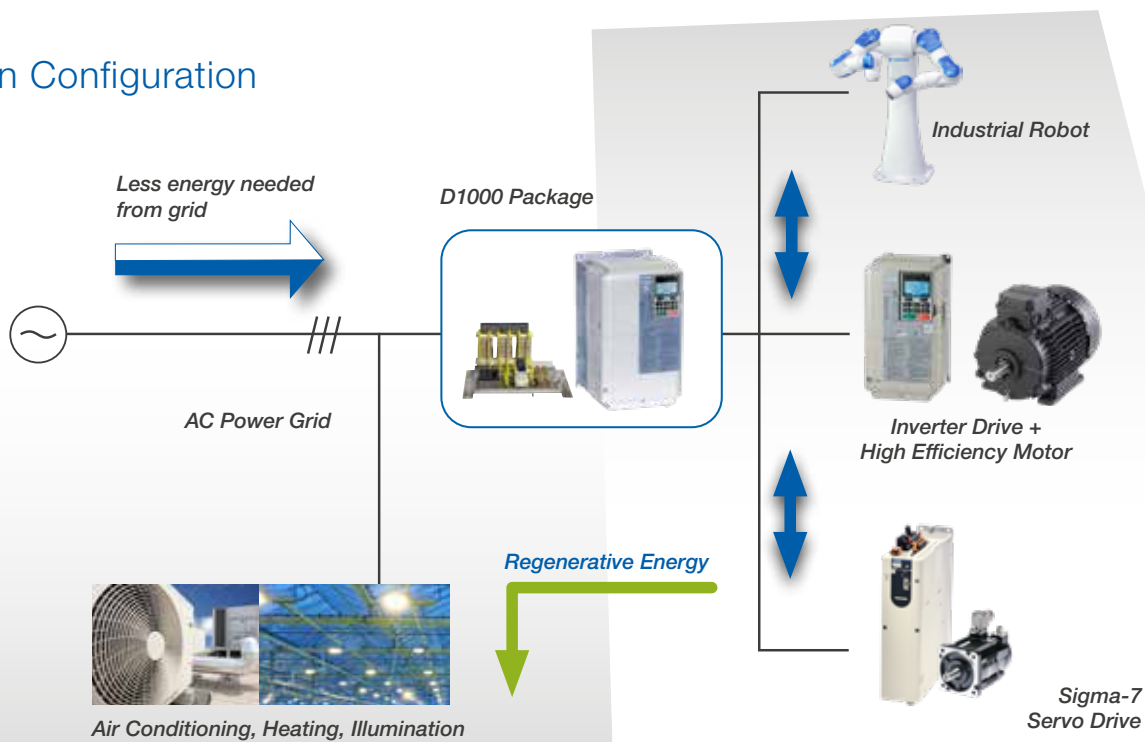 n Configuration
Industrial Robot
Less energy needed
from grid
D1000 Package
AC Power Grid
Inverter Drive +
High Efficiency Motor
Regenerative Energy
Air Conditioning, Heating, Illumination
Sigma-7
Servo Drive